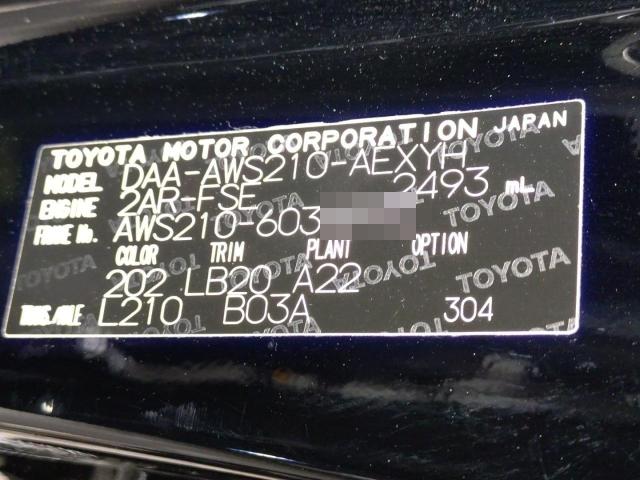 TOYOTA MOTOR CORPORATION JAPAN
MODEL DAA-AWS210-AEXYH
ENGINE 2AR-FSE 2493 mL
FRAME No. AWS210-603
COLOR TRIM PLANT OPTION
202 LB20 A22
TRANS/AXLE L210 B03A 304